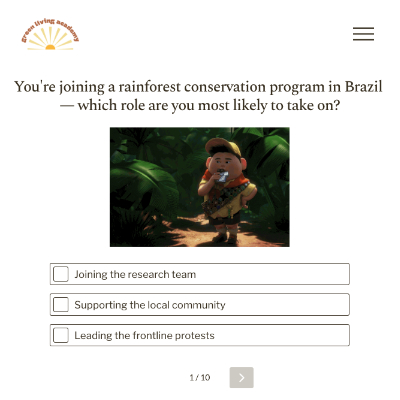 green living academy
You're joining a rainforest conservation program in Brazil
— which role are you most likely to take on?
Joining the research team
Supporting the local community
Leading the frontline protests
1 / 10